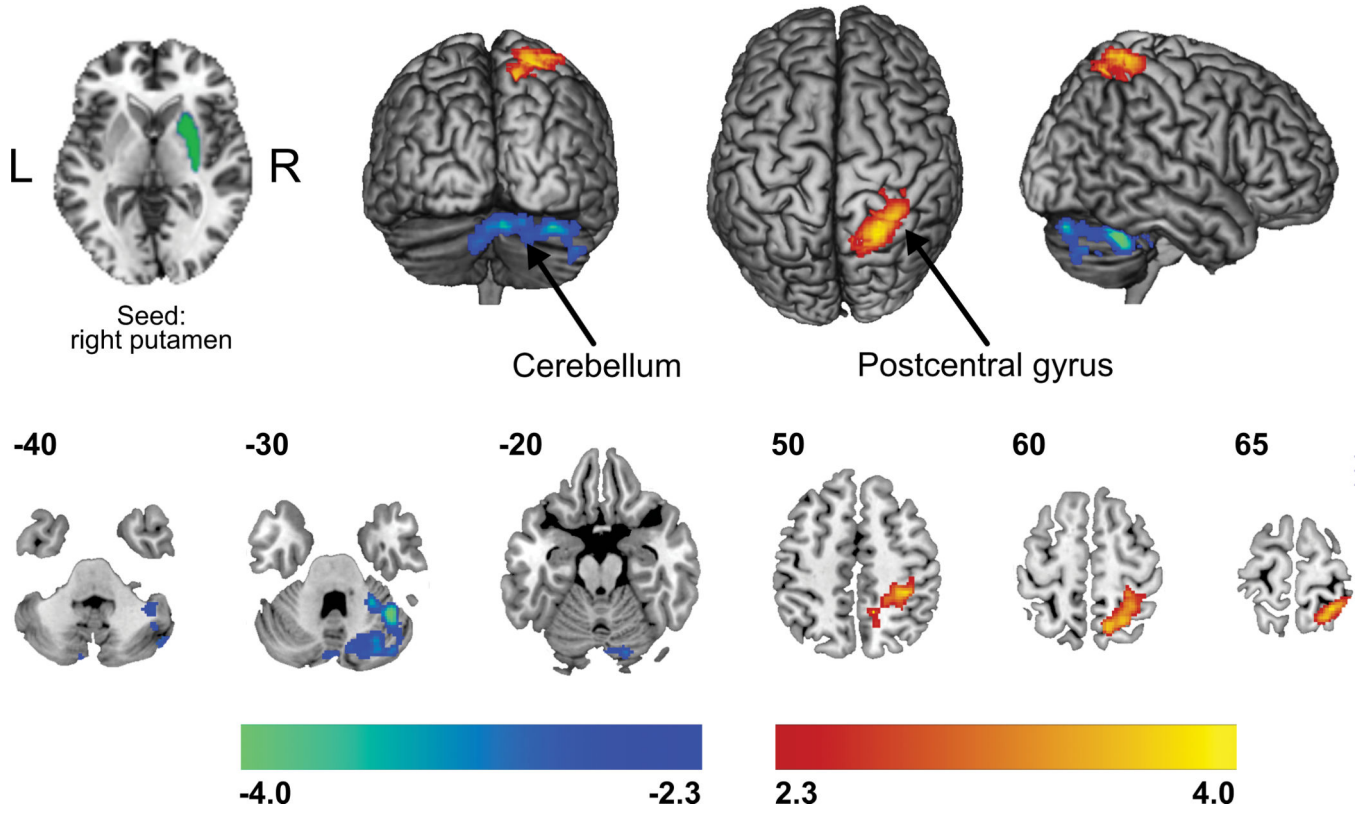 L
R
Seed:
right putamen
Cerebellum
Postcentral gyrus
-40
-30
-20
50
60
65
-4.0
-2.3
2.3
4.0